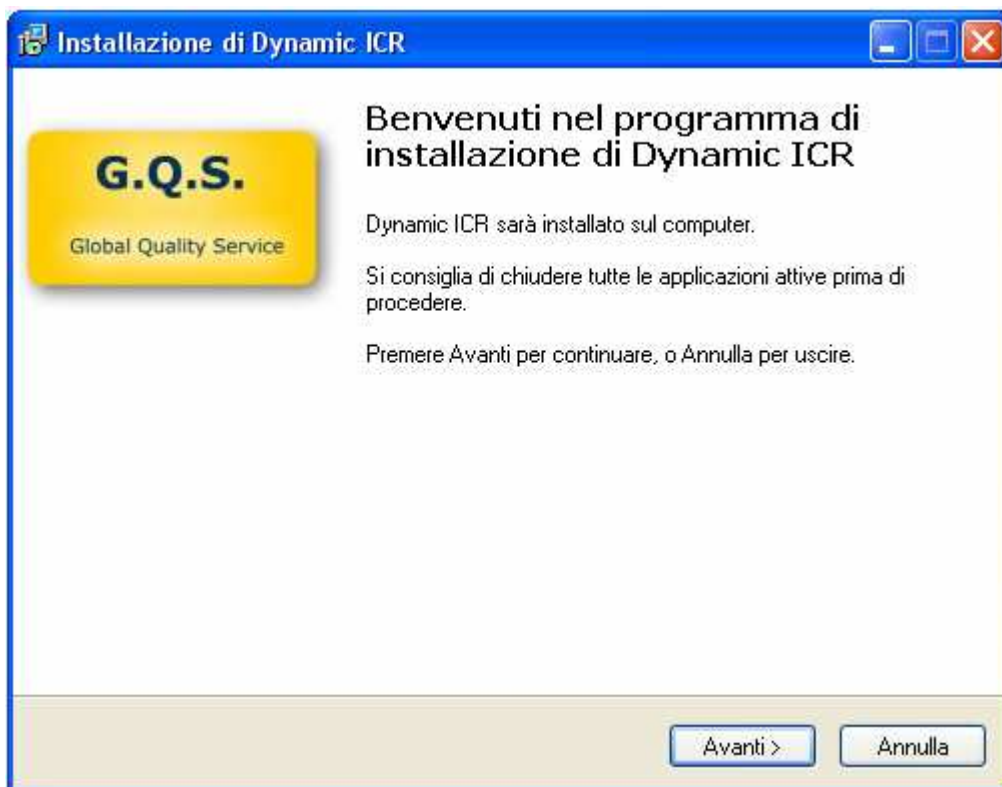 Installazione di Dynamic ICR
G.Q.S.
Global Quality Service
Benvenuti nel programma di
installazione di Dynamic ICR
Dynamic ICR sarà installato sul computer.
Si consiglia di chiudere tutte le applicazioni attive prima di
procedere.
Premere Avanti per continuare, o Annulla per uscire.
Avanti >
Annulla